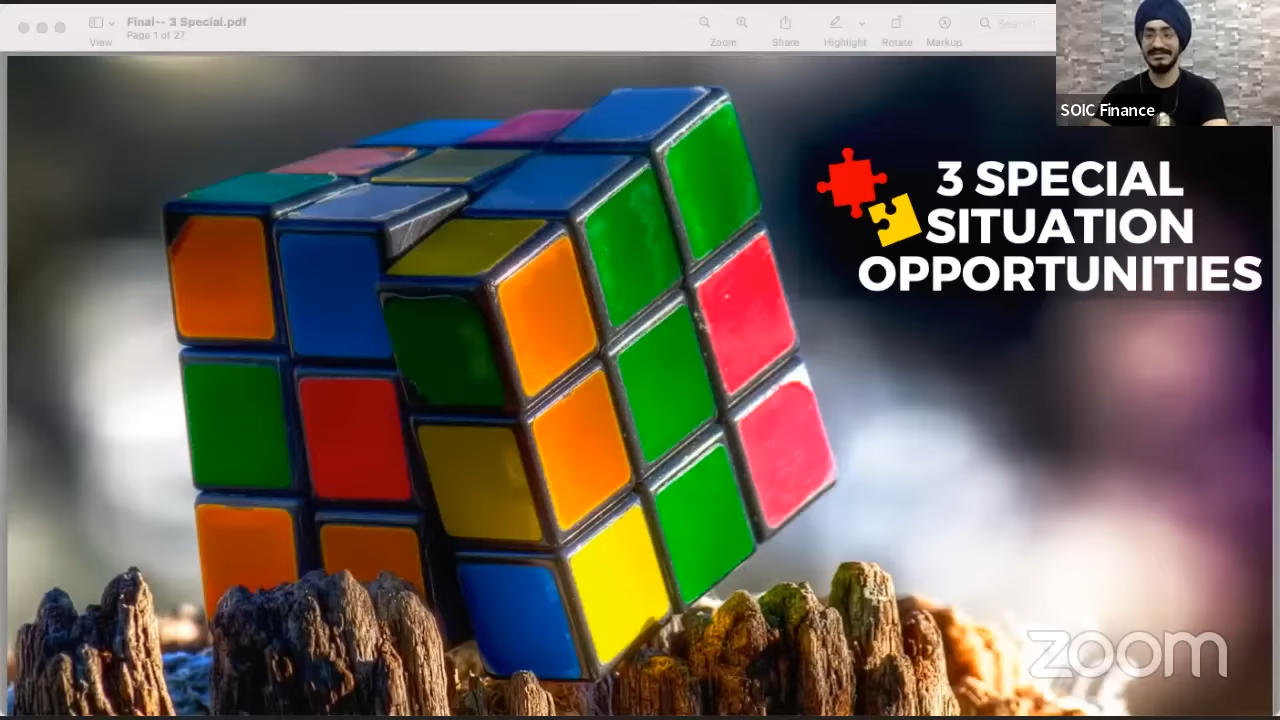 Final-- 3 Special.pdf
Page 1 of 27
View
Zoom
Share
Highlight
Rotate
Markup
Search
SOIC Finance
3 SPECIAL
SITUATION
OPPORTUNITIES
zoom